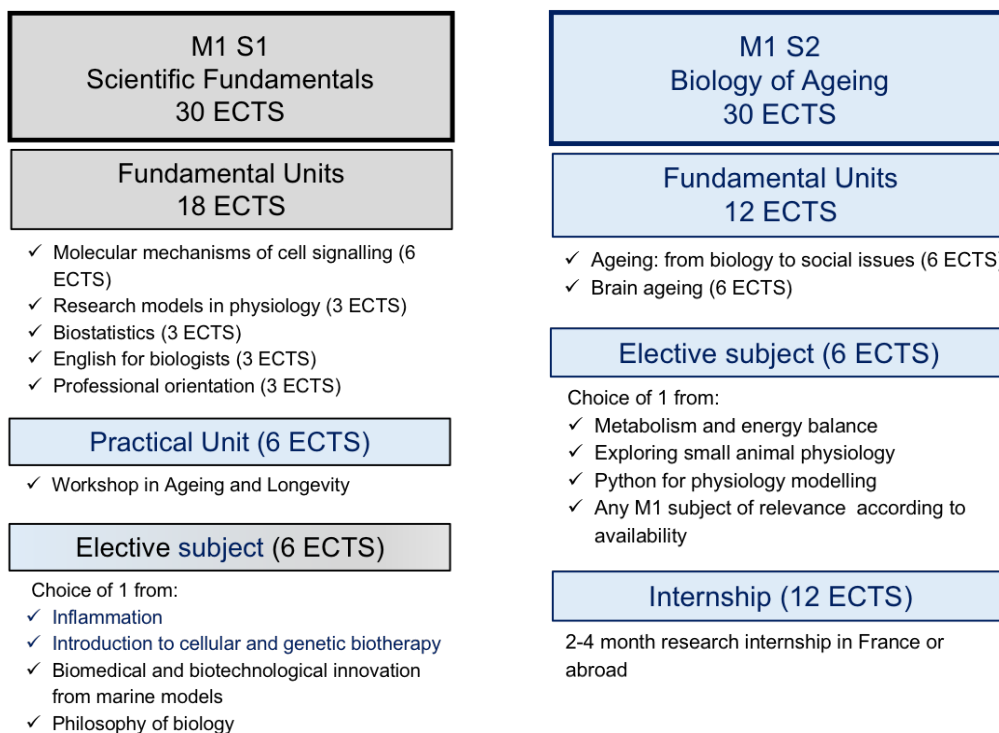 M1 S1
Scientific Fundamentals
30 ECTS
Fundamental Units
18 ECTS
✓ Molecular mechanisms of cell signalling (6
ECTS)
✓ Research models in physiology (3 ECTS)
✓ Biostatistics (3 ECTS)
✓ English for biologists (3 ECTS)
✓ Professional orientation (3 ECTS)
Practical Unit (6 ECTS)
✓ Workshop in Ageing and Longevity
Elective subject (6 ECTS)
Choice of 1 from:
✓ Inflammation
✓ Introduction to cellular and genetic biotherapy
✓ Biomedical and biotechnological innovation
from marine models
✓ Philosophy of biology
M1 S2
Biology of Ageing
30 ECTS
Fundamental Units
12 ECTS
✓ Ageing: from biology to social issues (6 ECTS)
✓ Brain ageing (6 ECTS)
Elective subject (6 ECTS)
Choice of 1 from:
✓ Metabolism and energy balance
✓ Exploring small animal physiology
✓ Python for physiology modelling
✓ Any M1 subject of relevance according to
availability
Internship (12 ECTS)
2-4 month research internship in France or
abroad